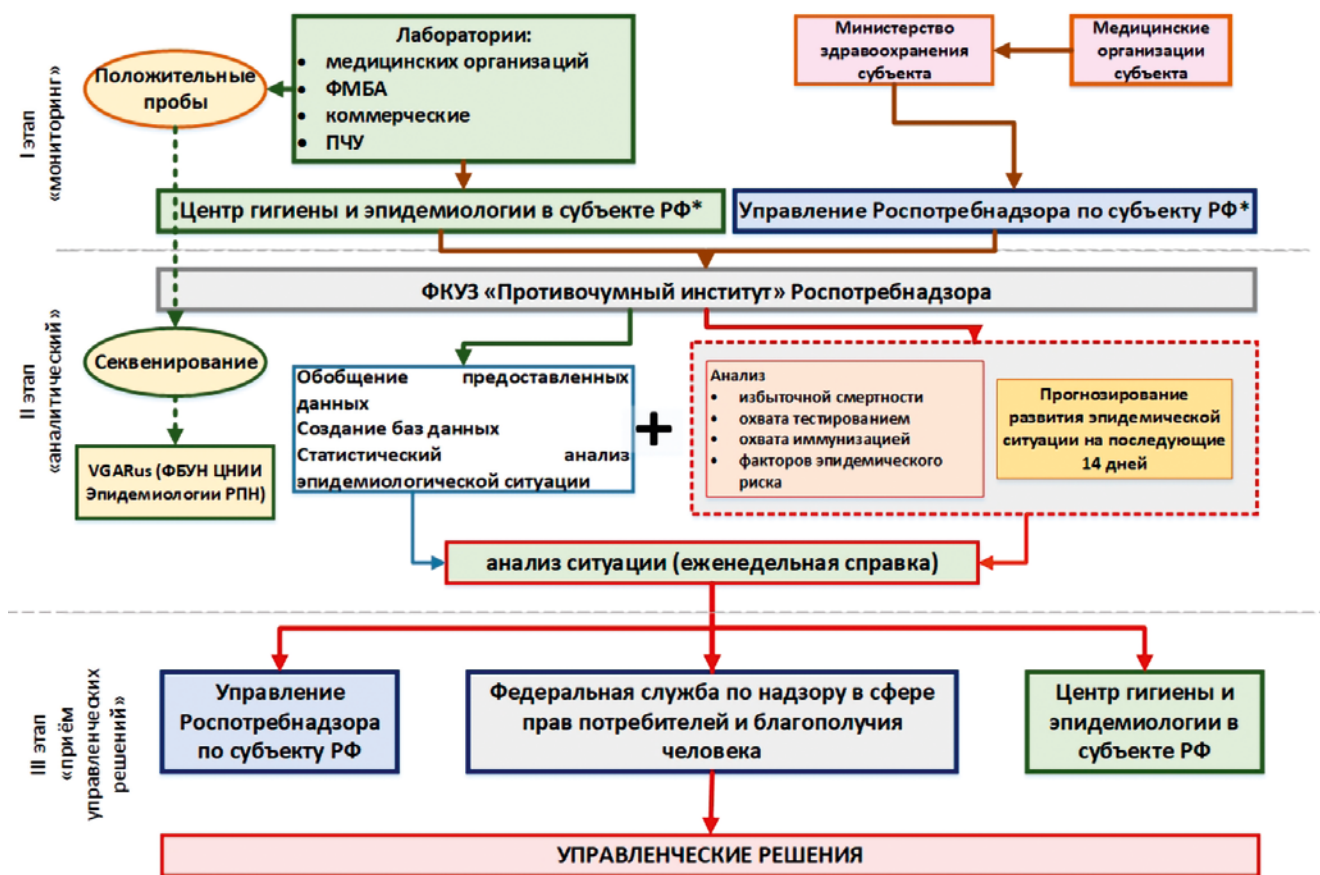 I этап
«мониторинг»
Положительные
пробы
Лаборатории:
• медицинских организаций
• ФМБА
• коммерческие
• ПЧУ
Министерство
здравоохранения
субъекта
Медицинские
организации
субъекта
Центр гигиены и эпидемиологии в субъекте РФ*
Управление Роспотребнадзора по субъекту РФ*
II этап
«аналитический»
ФКУЗ «Противочумный институт» Роспотребнадзора
Секвенирование
VGARus (ФБУН ЦНИИ
Эпидемиологии РПН)
Обобщение предоставленных
данных
Создание баз данных
Статистический анализ
эпидемиологической ситуации
+
Анализ
• избыточной смертности
• охвата тестированием
• охвата иммунизацией
• факторов эпидемического
риска
Прогнозирование
развития эпидемической
ситуации на последующие
14 дней
анализ ситуации (еженедельная справка)
III этап
«приём
управленческих
решений»
Управление
Роспотребнадзора
по субъекту РФ
Федеральная служба по надзору в сфере
прав потребителей и благополучия
человека
Центр гигиены и
эпидемиологии в
субъекте РФ
УПРАВЛЕНЧЕСКИЕ РЕШЕНИЯ